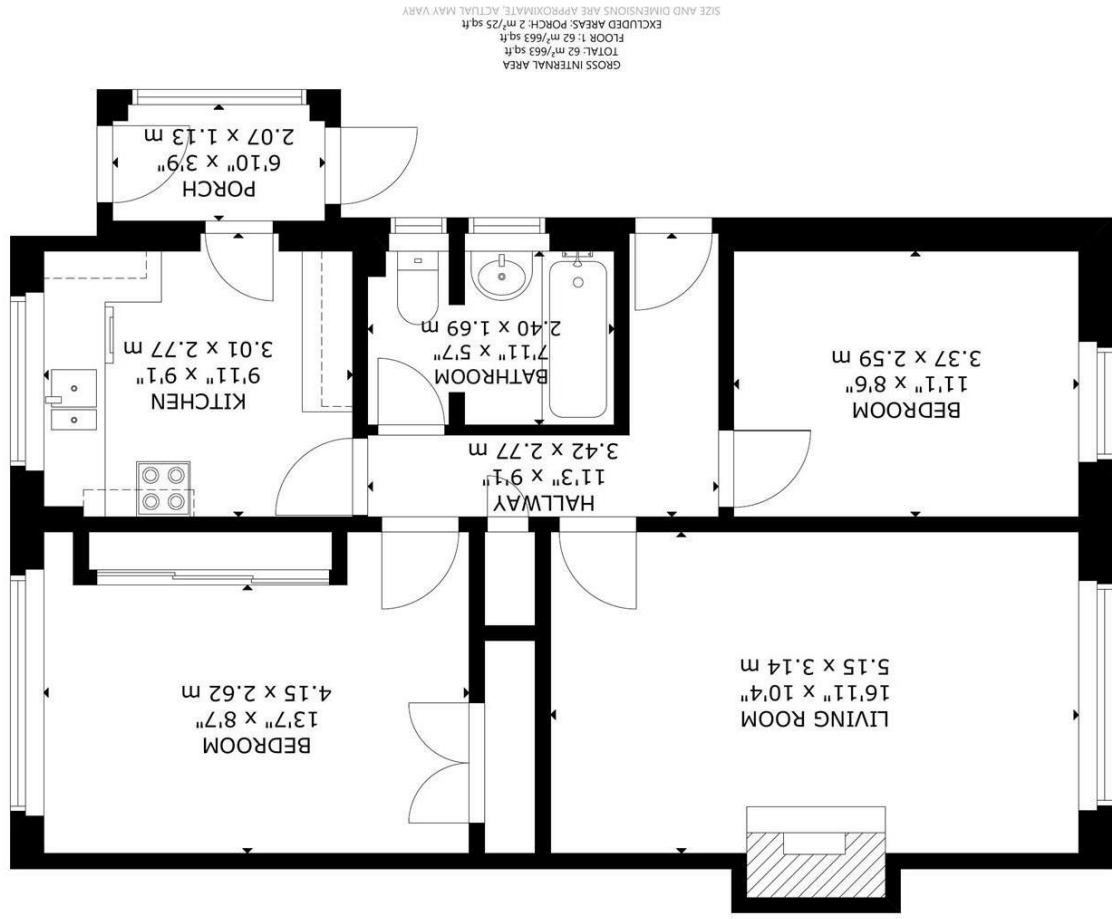 LIVING ROOM
16'11" x 10'4"
5.15 x 3.14 m
BEDROOM
13'7" x 8'7"
4.15 x 2.62 m
HALLWAY
11'3" x 9'1"
3.42 x 2.77 m
BEDROOM
11'1" x 8'6"
3.37 x 2.59 m
BATHROOM
7'11" x 5'7"
2.40 x 1.69 m
KITCHEN
9'11" x 9'1"
3.01 x 2.77 m
PORCH
6'10" x 3'9"
2.07 x 1.13 m
GROSS INTERNAL AREA
TOTAL: 62 m²/663 sq.ft
FLOOR 1: 62 m²/663 sq.ft
EXCLUDED AREAS: PORCH: 2 m²/25 sq.ft
SIZE AND DIMENSIONS ARE APPROXIMATE, ACTUAL MAY VARY